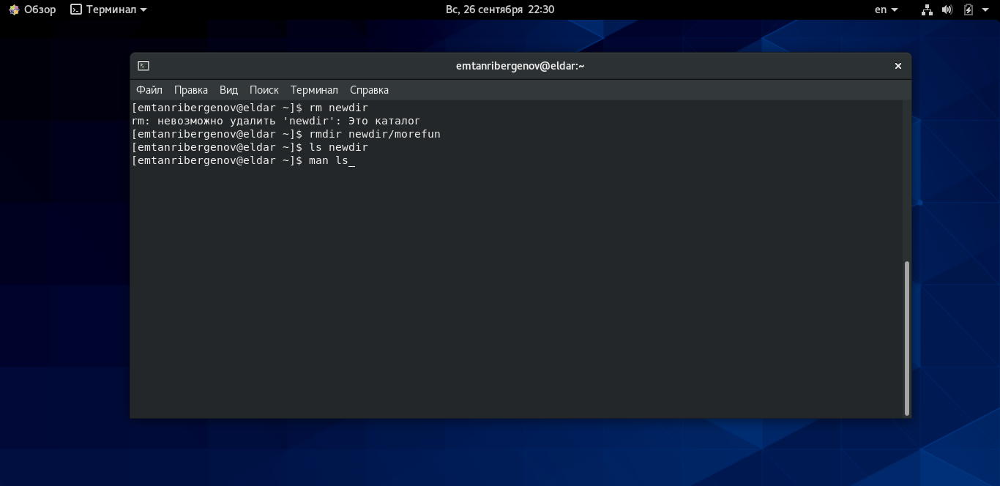 Обзор Терминал Вс, 26 сентября 22:30 en
emtanribergenov@eldar:~
Файл Правка Вид Поиск Терминал Справка
[emtanribergenov@eldar ~]$ rm newdir
rm: невозможно удалить 'newdir': Это каталог
[emtanribergenov@eldar ~]$ rmdir newdir/morefun
[emtanribergenov@eldar ~]$ ls newdir
[emtanribergenov@eldar ~]$ man ls_